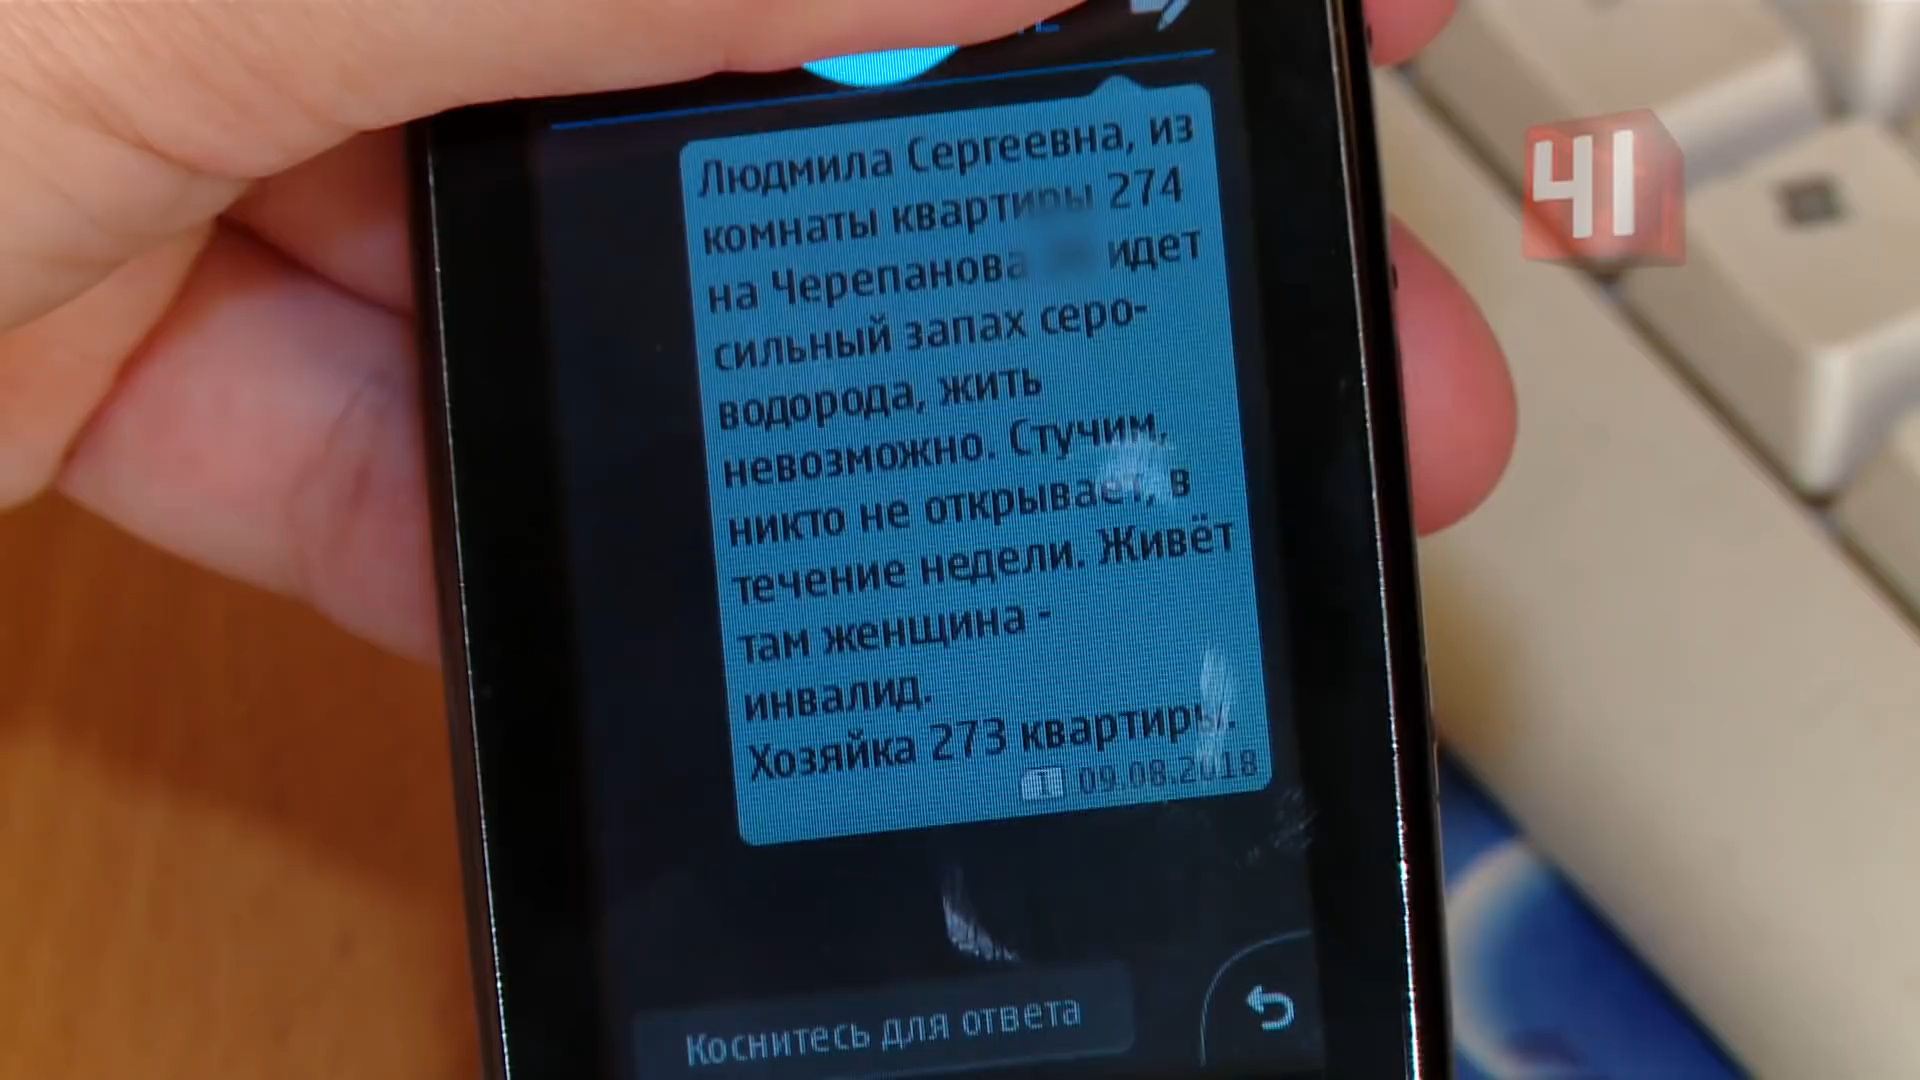 Людмила Сергеевна, из
комнаты квартиры 274
на Черепанова идет
сильный запах серо-
водорода, жить
невозможно. Стучим,
никто не открывает, в
течение недели. Живёт
там женщина -
инвалид.
Хозяйка 273 квартиры.
1 09.08.2018
Коснитесь для ответа
41